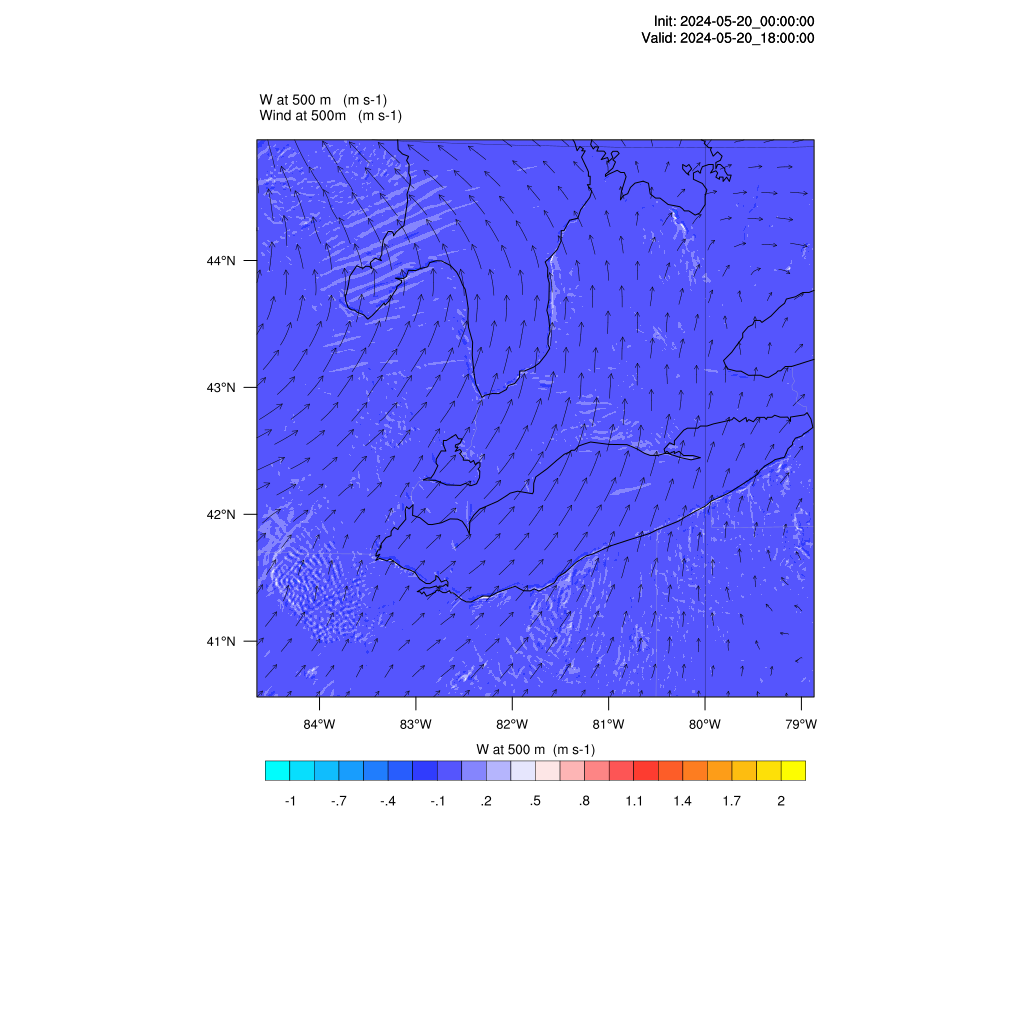 Init: 2024-05-20_00:00:00
Valid: 2024-05-20_18:00:00
W at 500 m (m s-1)
Wind at 500m (m s-1)
44°N
43°N
42°N
41°N
84°W 83°W 82°W 81°W 80°W 79°W
W at 500 m (m s-1)
-1 -.7 -.4 -.1 .2 .5 .8 1.1 1.4 1.7 2